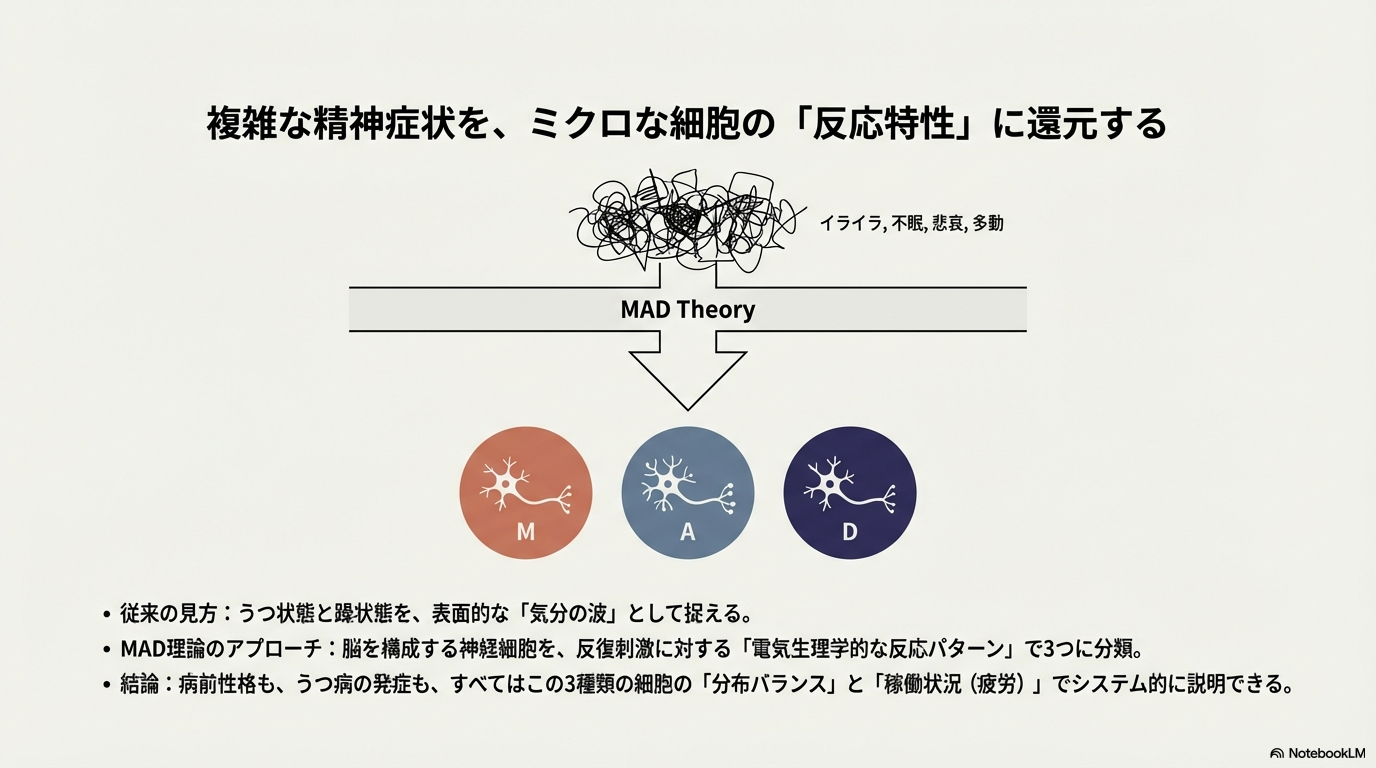 複雑な精神症状を、ミクロな細胞の「反応特性」に還元する
イライラ, 不眠, 悲哀, 多動
MAD Theory
M
A
D
• 従来の見方：うつ状態と躁状態を、表面的な「気分の波」として捉える。
• MAD理論のアプローチ：脳を構成する神経細胞を、反復刺激に対する「電気生理学的な反応パターン」で3つに分類。
• 結論：病前性格も、うつ病の発症も、すべてはこの3種類の細胞の「分布バランス」と「稼働状況（疲労）」でシステム的に説明できる。
NotebookLM